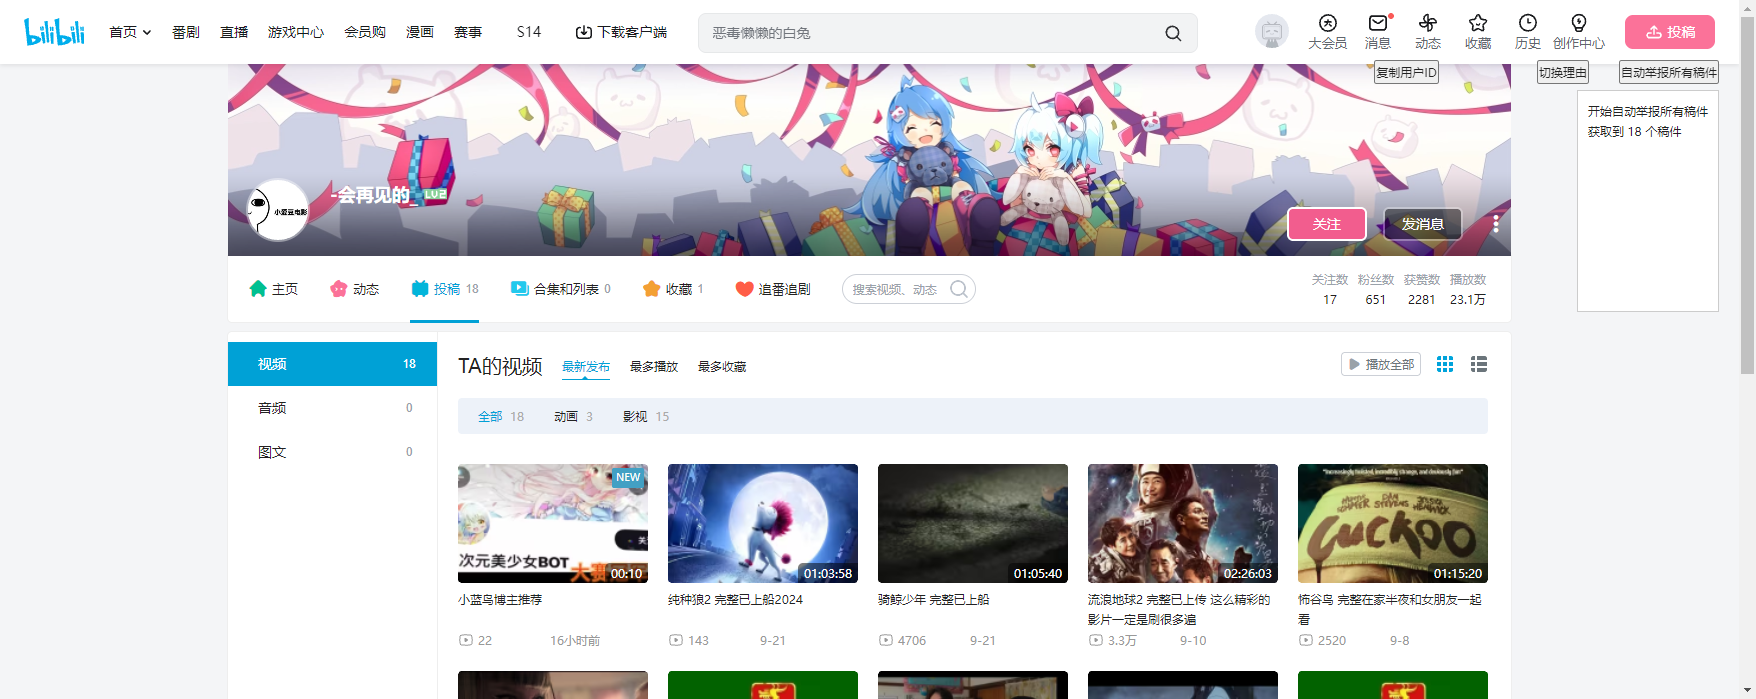 bilibili
首页
番剧
直播
游戏中心
会员购
漫画
赛事
S14
下载客户端
恶毒懒懒的白兔
大会员
消息
动态
收藏
历史
创作中心
投稿
复制用户ID
切换理由
自动举报所有稿件
开始自动举报所有稿件
获取到 18 个稿件
小爱豆电影
-会再见的_
LV2
关注
发消息
主页
动态
投稿 18
合集和列表 0
收藏 1
追番追剧
搜索视频、动态
关注数 粉丝数 获赞数 播放数
17 651 2281 23.1万
视频 18
音频 0
图文 0
TA的视频
最新发布
最多播放
最多收藏
播放全部
全部 18
动画 3
影视 15
NEW
次元美少女BOT
大赛
00:10
01:03:58
01:05:40
02:26:03
CUCKOO
01:15:20
小蓝鸟博主推荐
纯种狼2 完整已上船2024
骑鲸少年 完整已上船
流浪地球2 完整已上传 这么精彩的
影片一定是刷很多遍
怖谷鸟 完整在家半夜和女朋友一起
看
22 16小时前
143 9-21
4706 9-21
3.3万 9-10
2520 9-8